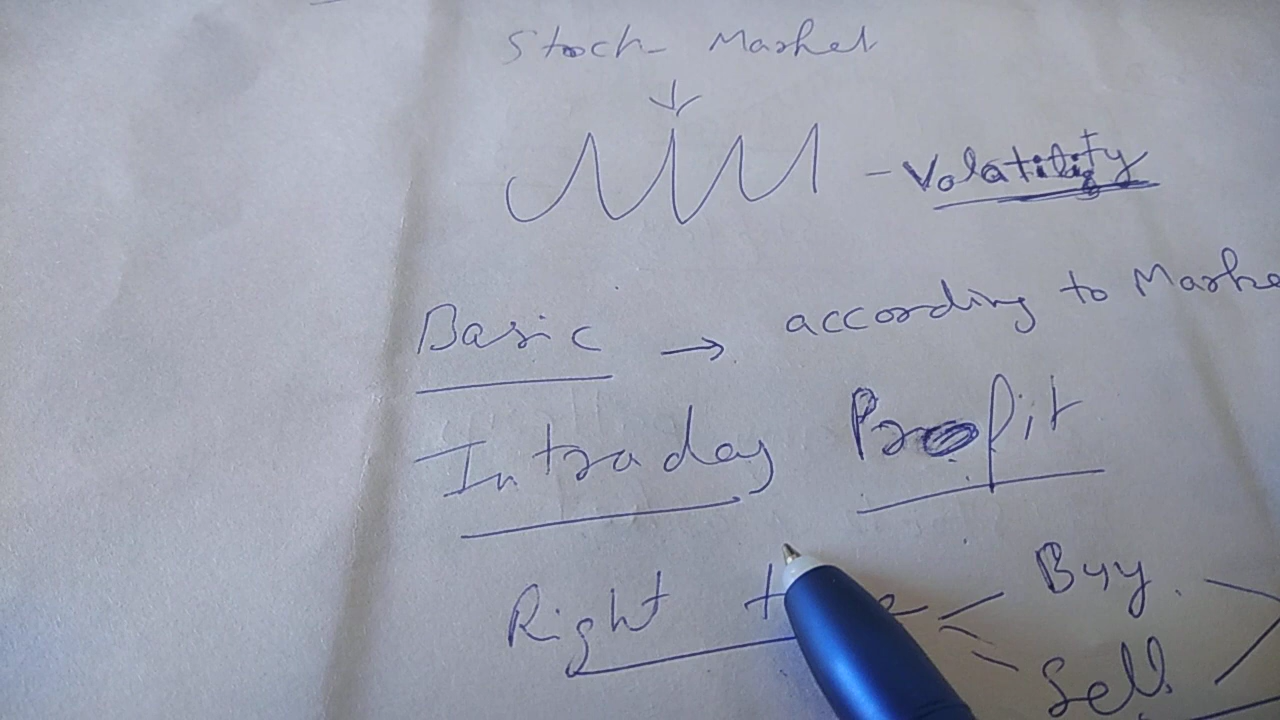 Stock Market
- Volatility
Basic → according to Marke
Intraday Profit
Right
Buy
Sell